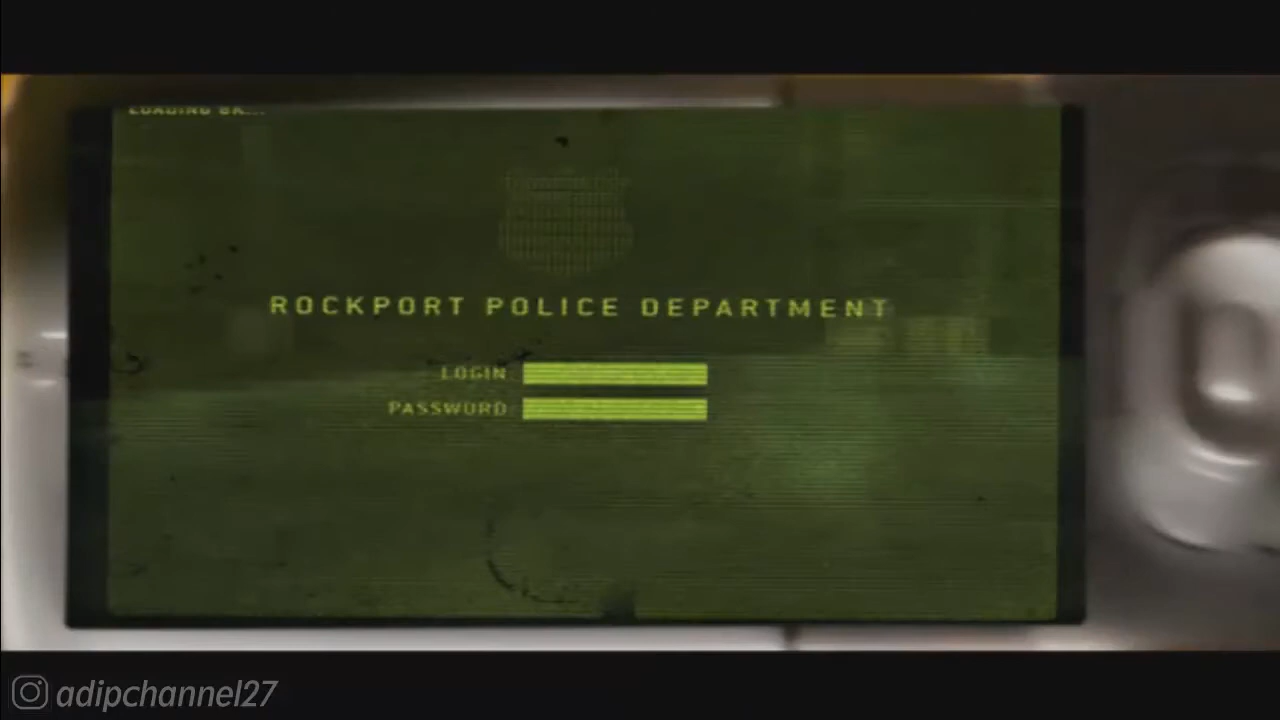 ROCKPORT POLICE DEPARTMENT
LOGIN
PASSWORD
adipchannel27